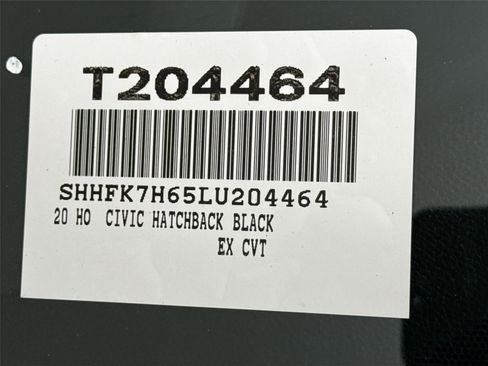 T204464
SHHFK7H65LU204464
20 HO CIVIC HATCHBACK BLACK
EX CVT